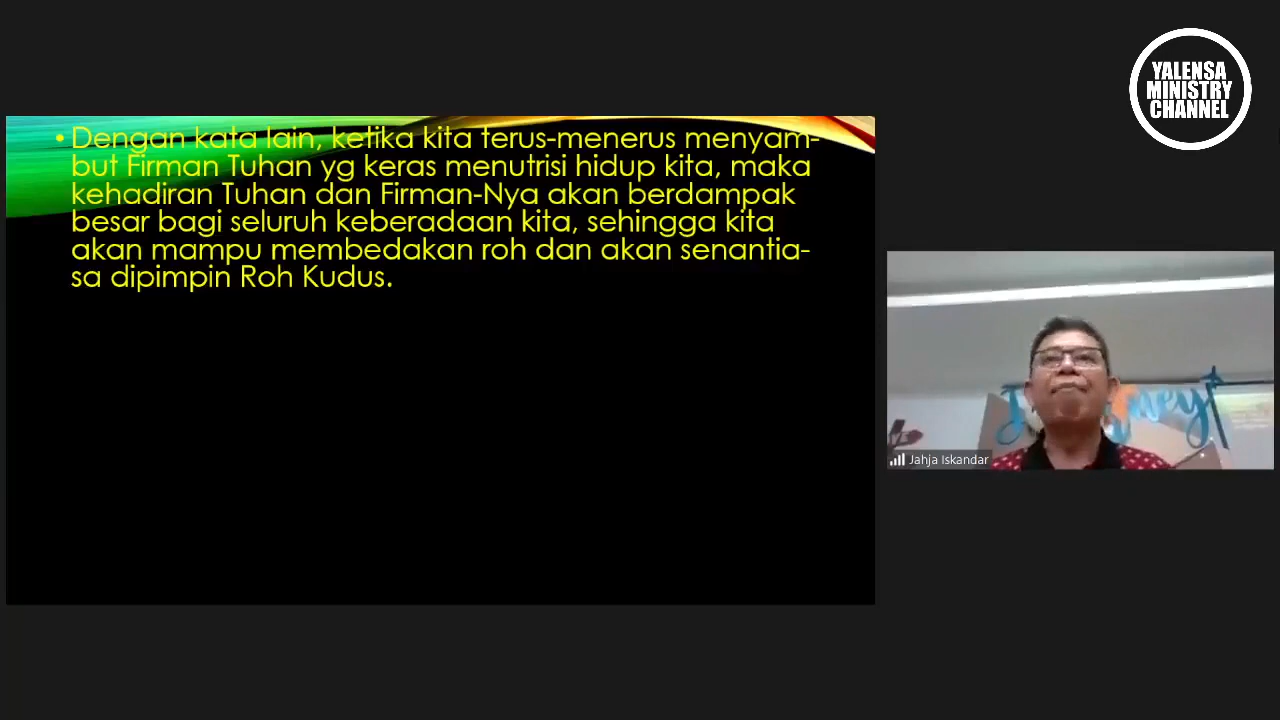 • Dengan kata lain, ketika kita terus-menerus menyam-
but Firman Tuhan yg keras menutrisi hidup kita, maka
kehadiran Tuhan dan Firman-Nya akan berdampak
besar bagi seluruh keberadaan kita, sehingga kita
akan mampu membedakan roh dan akan senantia-
sa dipimpin Roh Kudus.
YALENSA
MINISTRY
CHANNEL
Jahja Iskandar